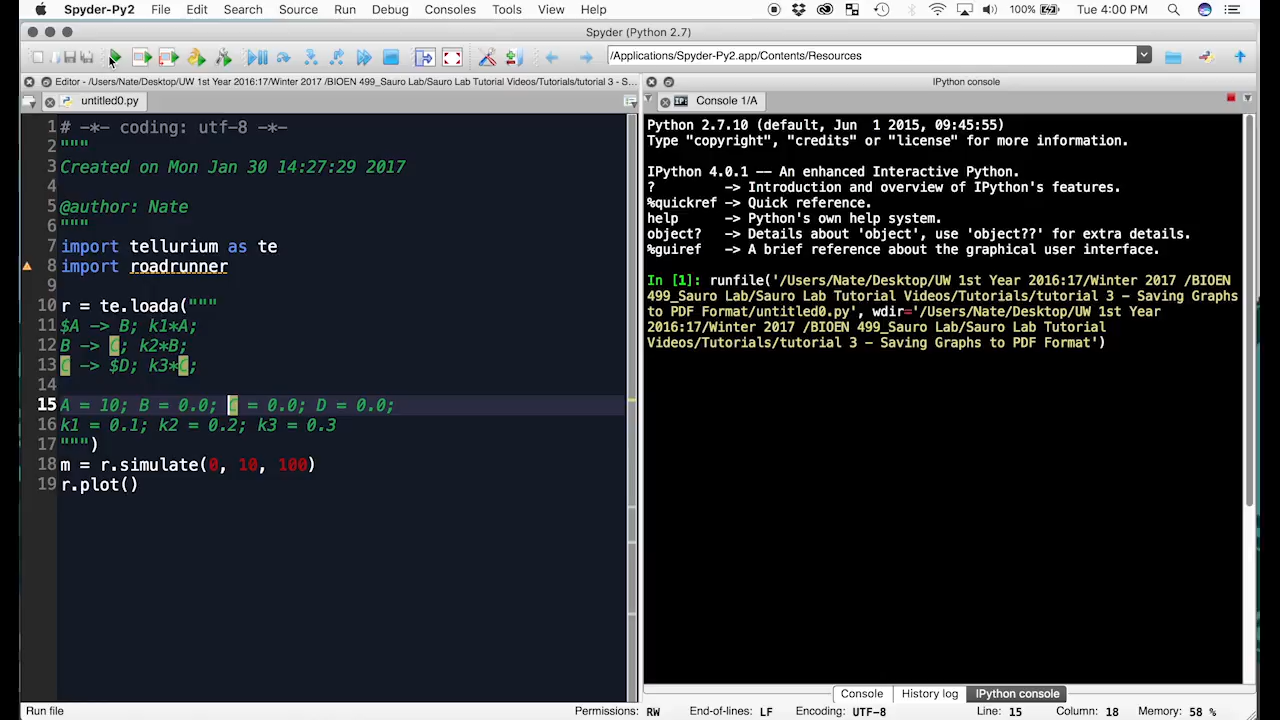 Spyder-Py2 File Edit Search Source Run Debug Consoles Tools View Help 100% Tue 4:00 PM
Spyder (Python 2.7)
/Applications/Spyder-Py2.app/Contents/Resources
Editor - /Users/Nate/Desktop/UW 1st Year 2016:17/Winter 2017 /BIOEN 499_Sauro Lab/Sauro Lab Tutorial Videos/Tutorials/tutorial 3 - S...
untitled0.py
1 # -*- coding: utf-8 -*-
2 """
3 Created on Mon Jan 30 14:27:29 2017
4
5 @author: Nate
6 """
7 import tellurium as te
8 import roadrunner
9
10 r = te.loada("""
11 $A -> B; k1*A;
12 B -> C; k2*B;
13 C -> $D; k3*C;
14
15 A = 10; B = 0.0; C = 0.0; D = 0.0;
16 k1 = 0.1; k2 = 0.2; k3 = 0.3
17 """)
18 m = r.simulate(0, 10, 100)
19 r.plot()
IPython console
IP: Console 1/A
Python 2.7.10 (default, Jun  1 2015, 09:45:55)
Type "copyright", "credits" or "license" for more information.
IPython 4.0.1 -- An enhanced Interactive Python.
?         -> Introduction and overview of IPython's features.
%quickref -> Quick reference.
help      -> Python's own help system.
object?   -> Details about 'object', use 'object??' for extra details.
%guiref   -> A brief reference about the graphical user interface.
In [1]: runfile('/Users/Nate/Desktop/UW 1st Year 2016:17/Winter 2017 /BIOEN
499_Sauro Lab/Sauro Lab Tutorial Videos/Tutorials/tutorial 3 - Saving Graphs
to PDF Format/untitled0.py', wdir='/Users/Nate/Desktop/UW 1st Year
2016:17/Winter 2017 /BIOEN 499_Sauro Lab/Sauro Lab Tutorial
Videos/Tutorials/tutorial 3 - Saving Graphs to PDF Format')
Console History log IPython console
Run file Permissions: RW End-of-lines: LF Encoding: UTF-8 Line: 15 Column: 18 Memory: 58 %